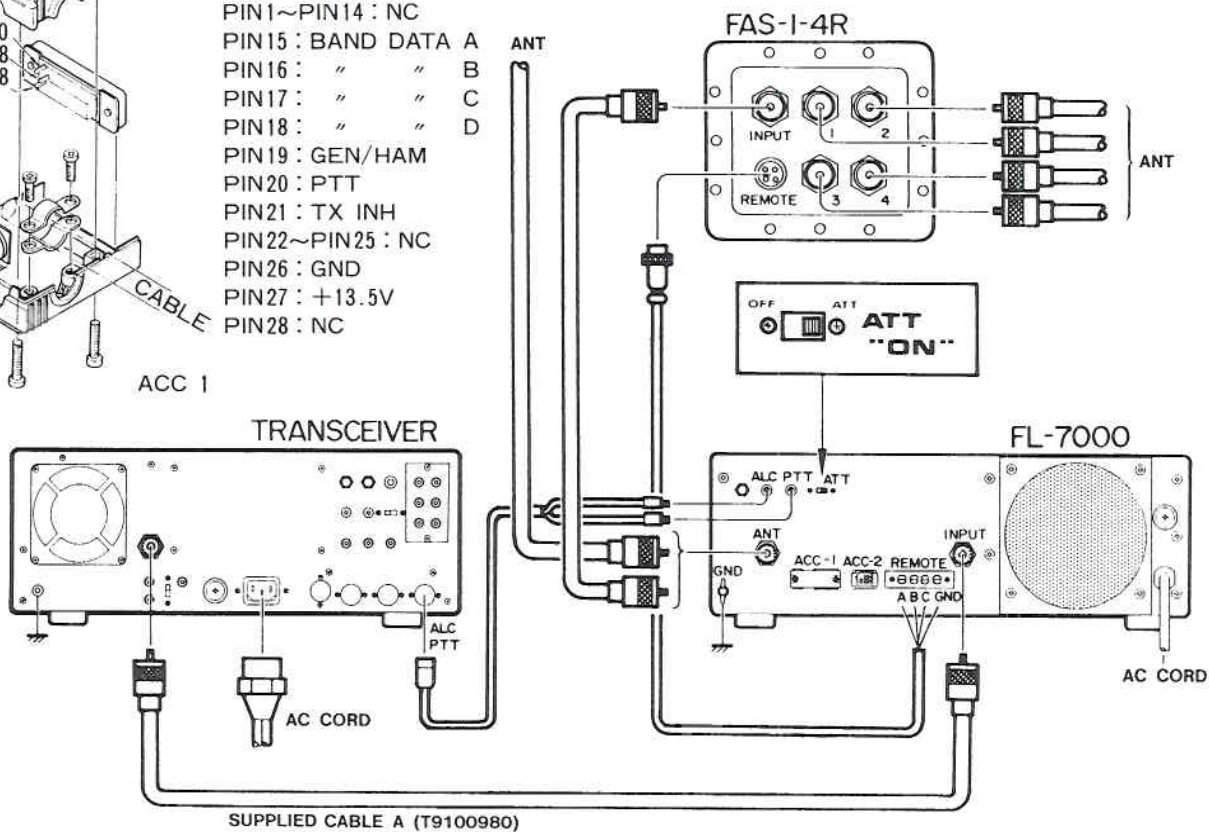 0
8
8
PIN1~PIN14 : NC
PIN15 : BAND DATA A
PIN16 : 〃 〃 B
PIN17 : 〃 〃 C
PIN18 : 〃 〃 D
PIN19 : GEN/HAM
PIN20 : PTT
PIN21 : TX INH
PIN22~PIN25 : NC
PIN26 : GND
PIN27 : +13.5V
PIN28 : NC
CABLE
ACC 1
ANT
FAS-1-4R
INPUT
1
2
REMOTE
3
4
ANT
OFF
ATT
ATT
"ON"
TRANSCEIVER
ALC
PTT
AC CORD
FL-7000
ALC PTT ATT
ANT
INPUT
GND
ACC-1 ACC-2 REMOTE
A B C GND
AC CORD
SUPPLIED CABLE A (T9100980)